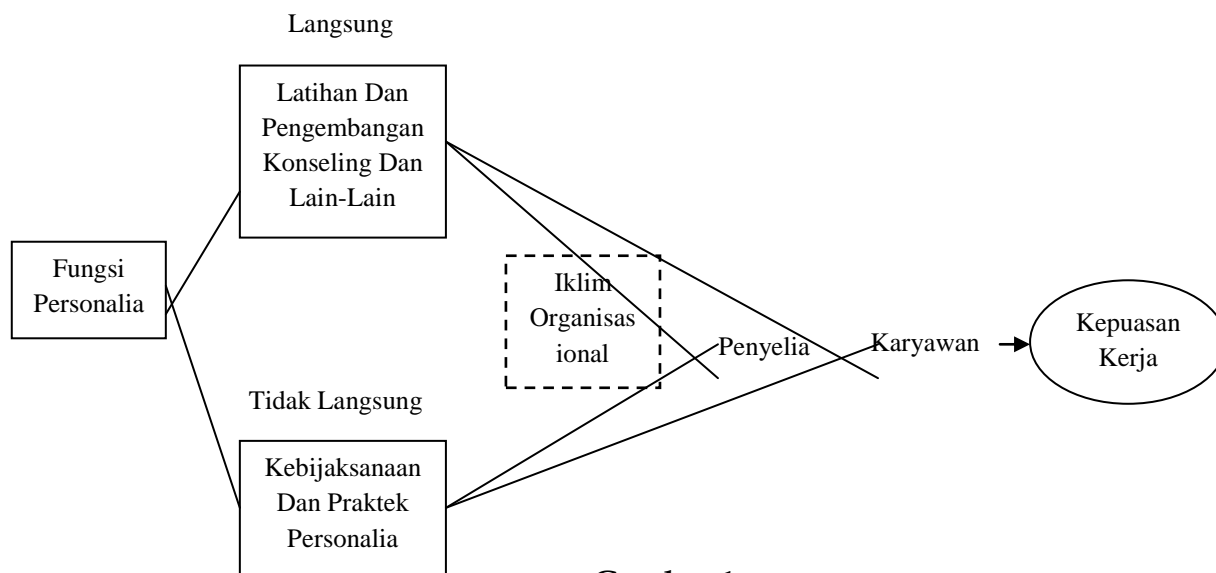 Langsung
Latihan Dan
Pengembangan
Konseling Dan
Lain-Lain
Fungsi
Personalia
Iklim
Organisas
ional
Penyelia
Karyawan
Kepuasan
Kerja
Tidak Langsung
Kebijaksanaan
Dan Praktek
Personalia